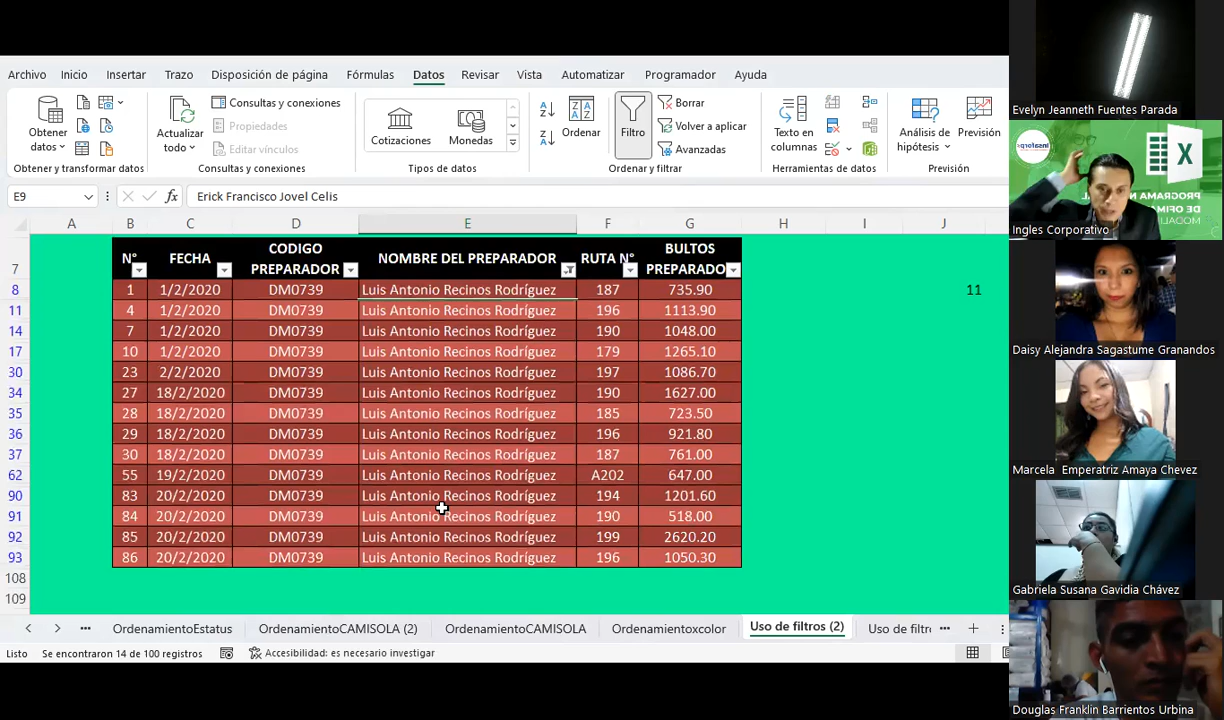 Archivo Inicio Insertar Trazo Disposición de página Fórmulas Datos Revisar Vista Automatizar Programador Ayuda
Obtener datos
Actualizar todo
Consultas y conexiones
Propiedades
Editar vínculos
Cotizaciones
Monedas
Ordenar
Filtro
Borrar
Volver a aplicar
Avanzadas
Texto en columnas
Análisis de hipótesis
Previsión
Obtener y transformar datos Consultas y conexiones Tipos de datos Ordenar y filtrar Herramientas de datos Previsión
E9 fx Erick Francisco Jovel Celis
A B C D E F G H I J
7 N° FECHA CODIGO PREPARADOR NOMBRE DEL PREPARADOR RUTA N° BULTOS PREPARADO
8 1 1/2/2020 DM0739 Luis Antonio Recinos Rodríguez 187 735.90 11
11 4 1/2/2020 DM0739 Luis Antonio Recinos Rodríguez 196 1113.90
14 7 1/2/2020 DM0739 Luis Antonio Recinos Rodríguez 190 1048.00
17 10 1/2/2020 DM0739 Luis Antonio Recinos Rodríguez 179 1265.10
30 23 2/2/2020 DM0739 Luis Antonio Recinos Rodríguez 197 1086.70
34 27 18/2/2020 DM0739 Luis Antonio Recinos Rodríguez 190 1627.00
35 28 18/2/2020 DM0739 Luis Antonio Recinos Rodríguez 185 723.50
36 29 18/2/2020 DM0739 Luis Antonio Recinos Rodríguez 196 921.80
37 30 18/2/2020 DM0739 Luis Antonio Recinos Rodríguez 187 761.00
62 55 19/2/2020 DM0739 Luis Antonio Recinos Rodríguez A202 647.00
90 83 20/2/2020 DM0739 Luis Antonio Recinos Rodríguez 194 1201.60
91 84 20/2/2020 DM0739 Luis Antonio Recinos Rodríguez 190 518.00
92 85 20/2/2020 DM0739 Luis Antonio Recinos Rodríguez 199 2620.20
93 86 20/2/2020 DM0739 Luis Antonio Recinos Rodríguez 196 1050.30
108
109
OrdenamientoEstatus OrdenamientoCAMISOLA (2) OrdenamientoCAMISOLA Ordenamientoxcolor Uso de filtros (2) Uso de filtr
Listo Se encontraron 14 de 100 registros Accesibilidad: es necesario investigar
Evelyn Jeanneth Fuentes Parada
Insaforp
X
PROGRAMA
DE OFIMA
MODALI
Ingles Corporativo
Daisy Alejandra Sagastume Granandos
Marcela Emperatriz Amaya Chevez
Gabriela Susana Gavidia Chávez
Douglas Franklin Barrientos Urbina